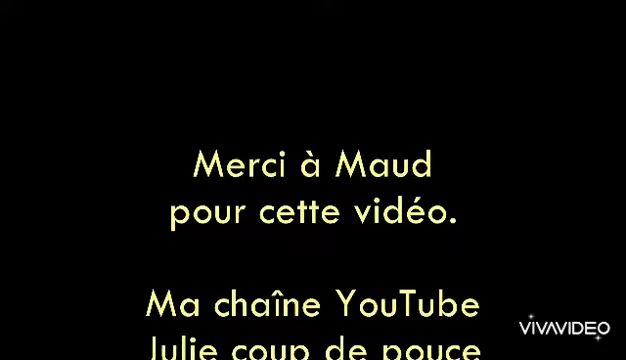 Merci à Maud
pour cette vidéo.
Ma chaîne YouTube
Julie coup de pouce
VIVAVIDEO